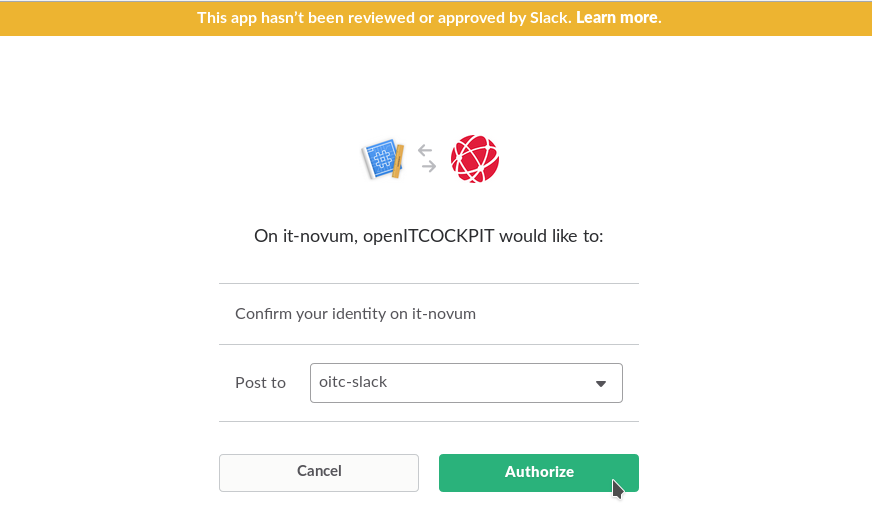 This app hasn't been reviewed or approved by Slack. Learn more.
On it-novum, openITCOCKPIT would like to:
Confirm your identity on it-novum
Post to oitc-slack
Cancel Authorize